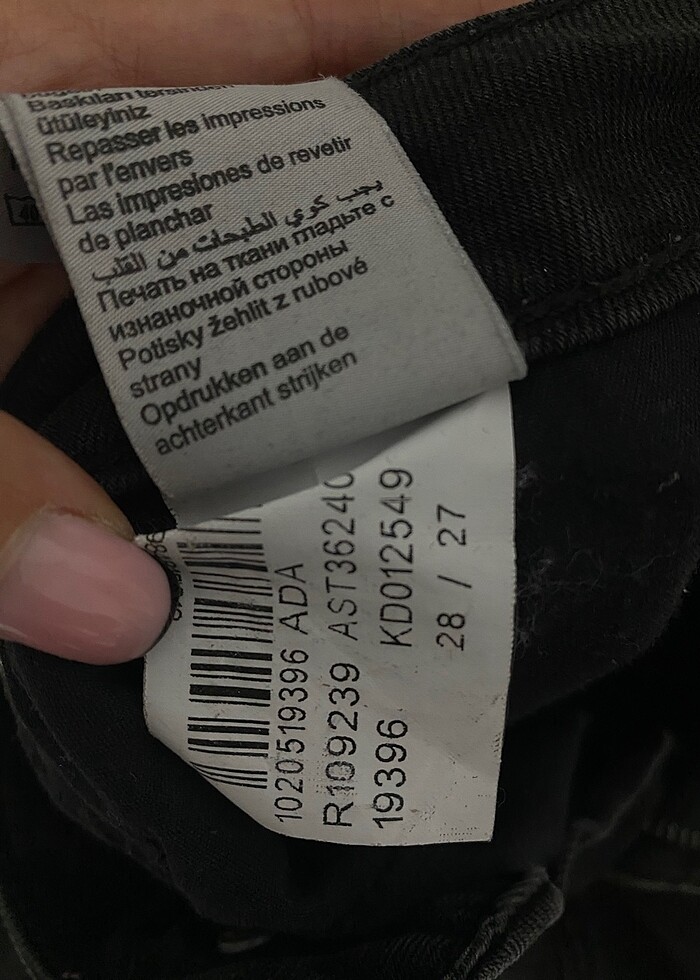 Baskıları tersinden
ütüleyiniz
Repasser les impressions
par l'envers
Las impresiones de revetir
de planchar
يجب كوي الطبعات من القلب
Печать на ткани гладьте с
изнаночной стороны
Potisky žehlit z rubové
strany
Opdrukken aan de
achterkant strijken
40
1020519396 ADA
R109239 AST36240
19396 KD012549
28 / 27